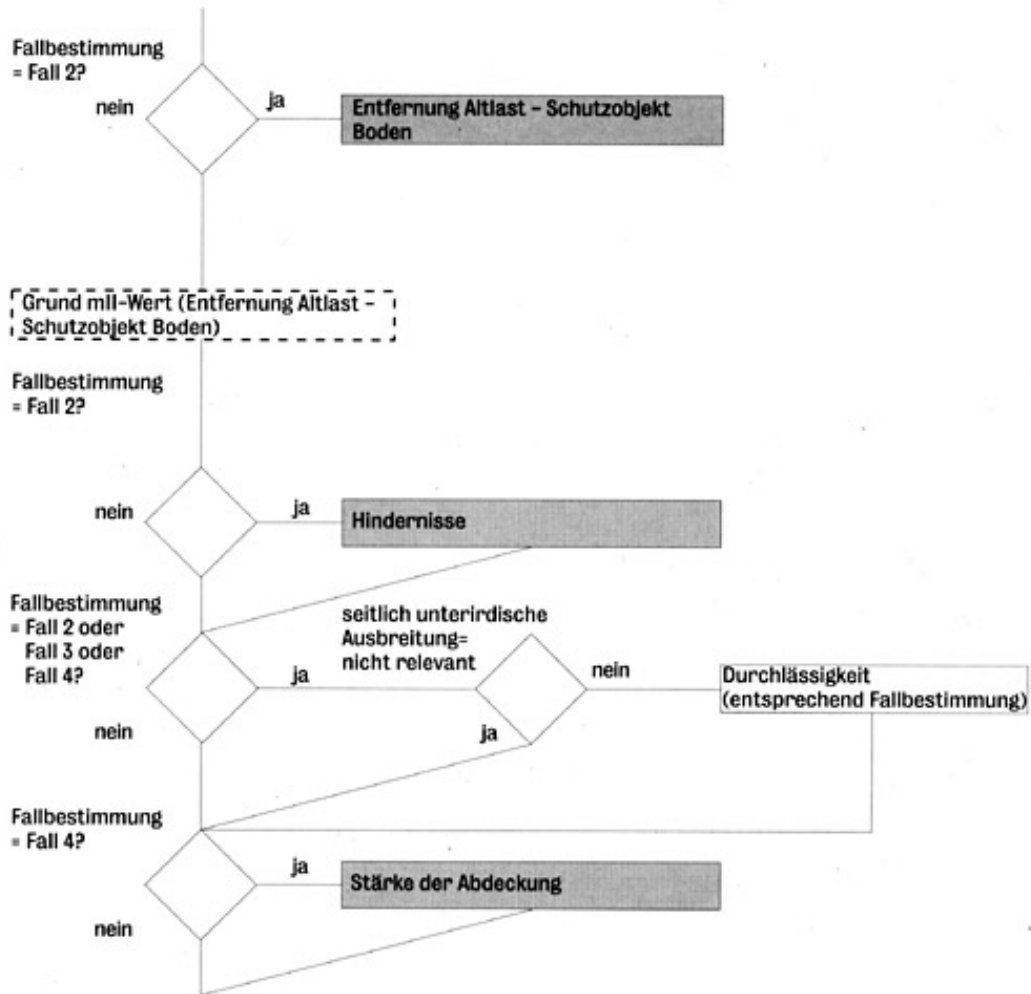 Fallbestimmung
= Fall 2?
nein
ja
Entfernung Altlast – Schutzobjekt
Boden
Grund mII-Wert (Entfernung Altlast –
Schutzobjekt Boden)
Fallbestimmung
= Fall 2?
nein
ja
Hindernisse
Fallbestimmung
= Fall 2 oder
Fall 3 oder
Fall 4?
nein
ja
seitlich unterirdische
Ausbreitung=
nicht relevant
nein
ja
Durchlässigkeit
(entsprechend Fallbestimmung)
Fallbestimmung
= Fall 4?
nein
ja
Stärke der Abdeckung